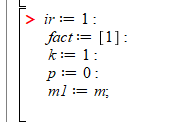 > ir := 1 :
fact := [1] :
k := 1 :
p := 0 :
m1 := m;